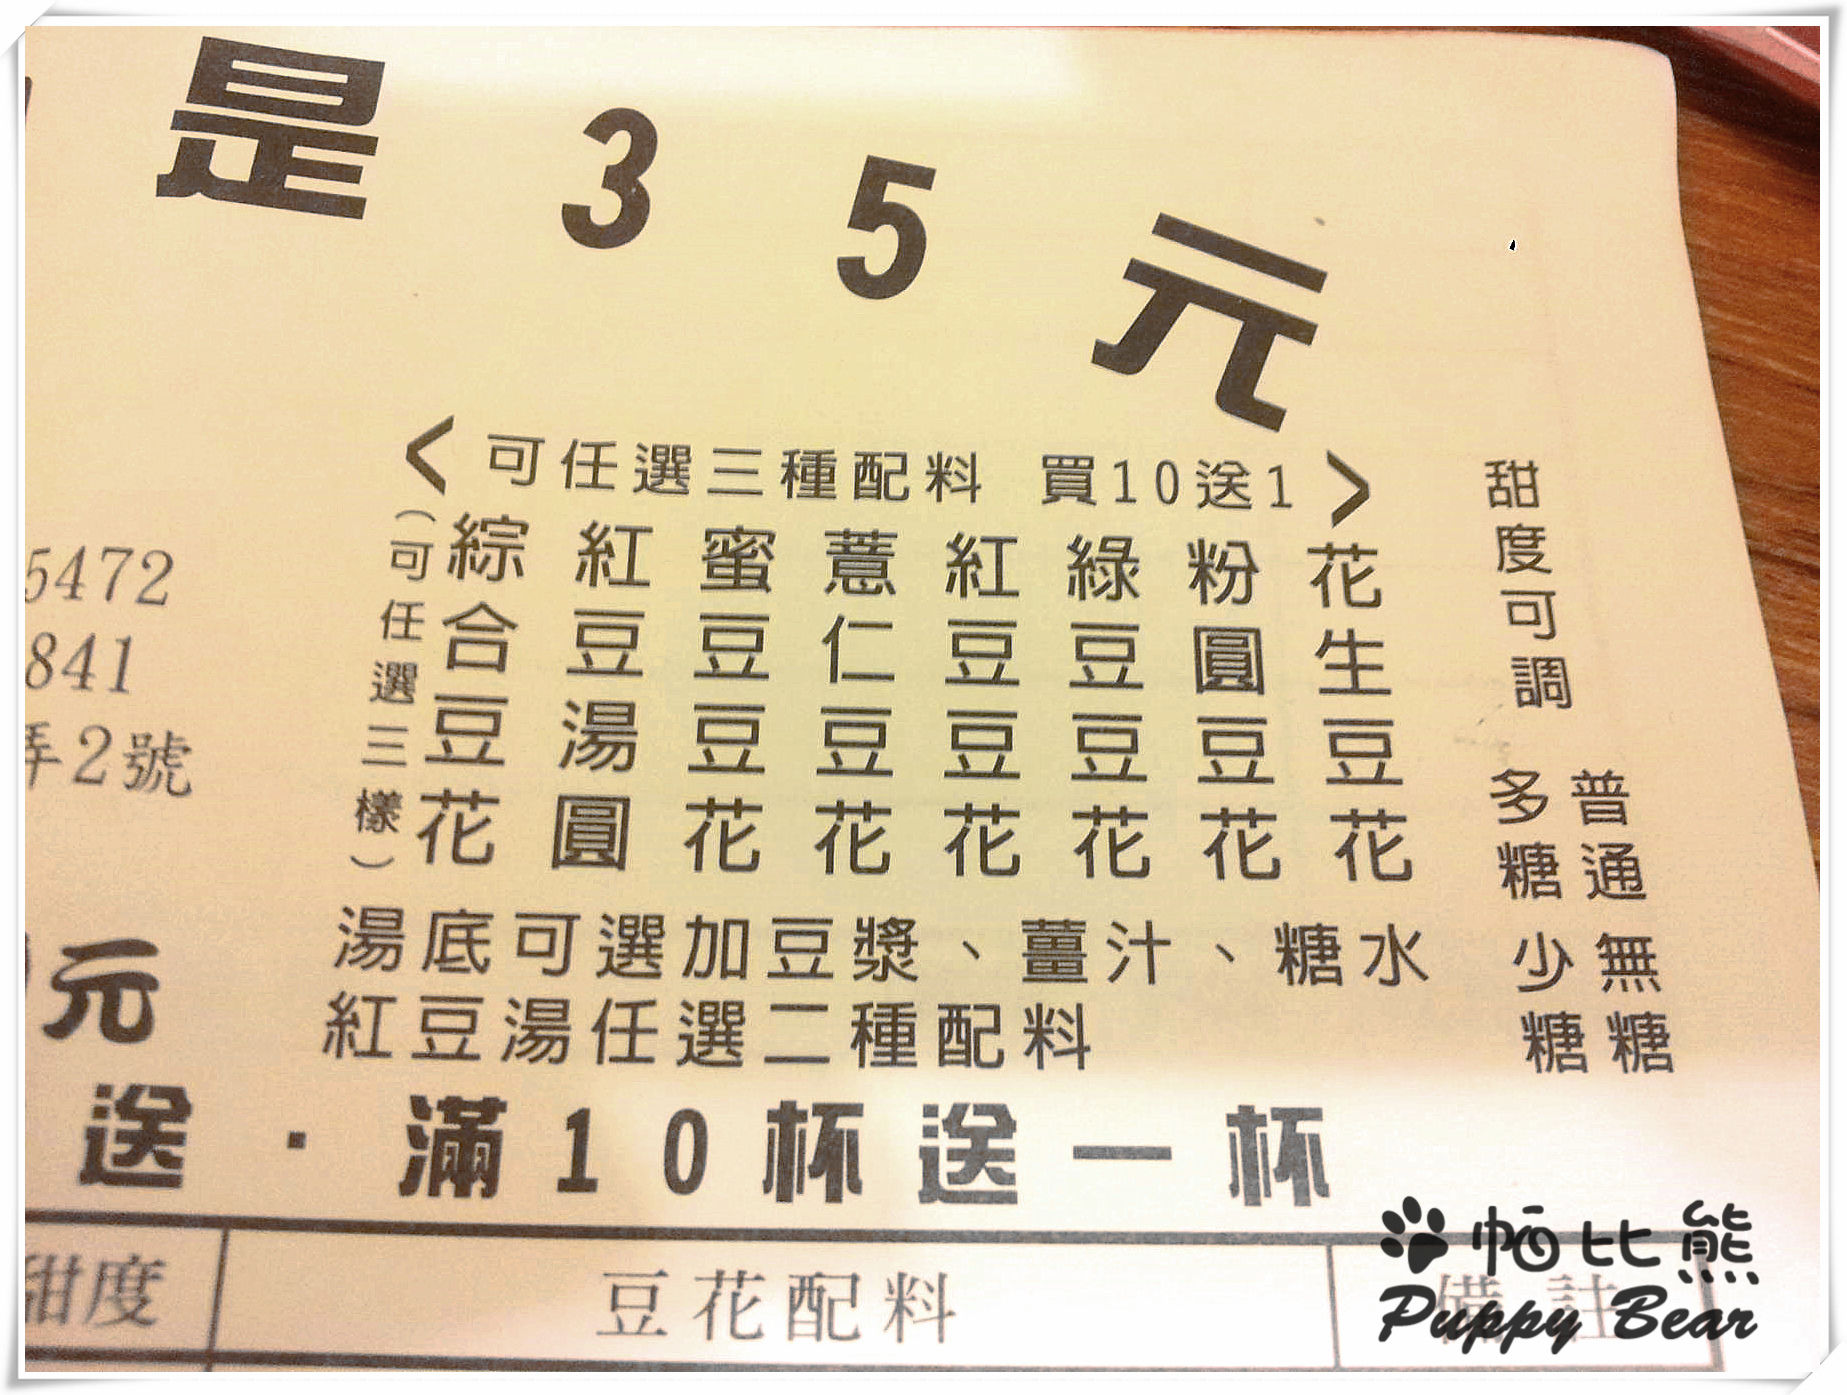 是35元
<可任選三種配料 買10送1>
花生豆花
粉圓豆花
綠豆豆花
紅豆豆花
薏仁豆花
蜜豆豆花
紅豆湯圓
綜合豆花
(可任選三樣)
甜度可調
普通 無糖
多糖 少糖
湯底可選加豆漿、薑汁、糖水
紅豆湯任選二種配料
5472
841
弄2號
元
送·滿10杯送一杯
甜度
豆花配料
備註
帕比熊
Puppy Bear